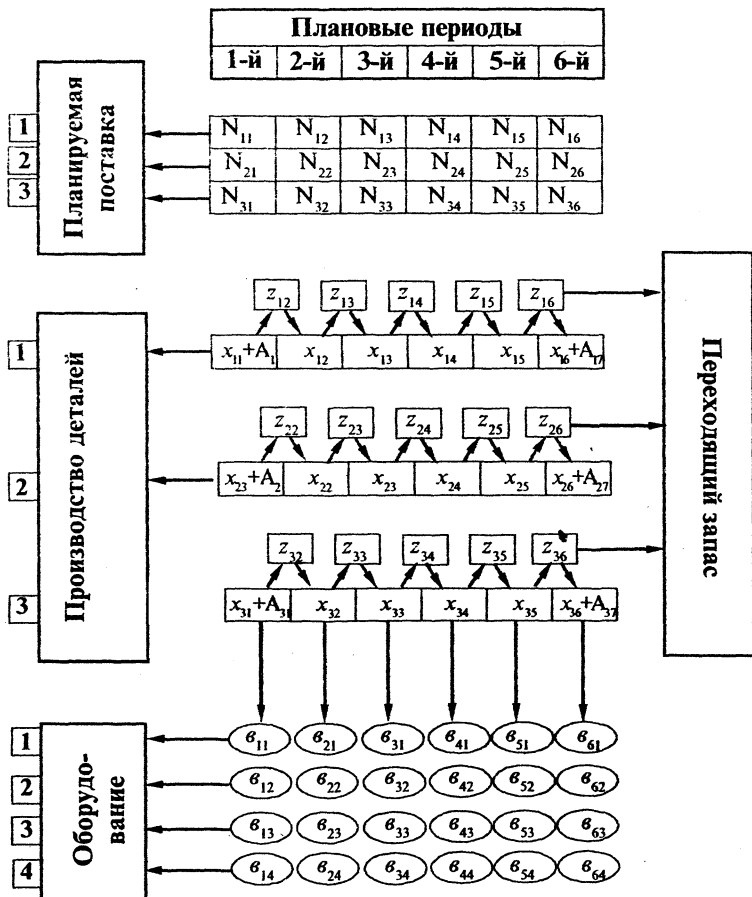 Плановые периоды
1-й 2-й 3-й 4-й 5-й 6-й
Планируемая
поставка
1 N₁₁ N₁₂ N₁₃ N₁₄ N₁₅ N₁₆
2 N₂₁ N₂₂ N₂₃ N₂₄ N₂₅ N₂₆
3 N₃₁ N₃₂ N₃₃ N₃₄ N₃₅ N₃₆
Переходящий запас
Производство деталей
z₁₂ z₁₃ z₁₄ z₁₅ z₁₆
1 x₁₁+A₁ x₁₂ x₁₃ x₁₄ x₁₅ x₁₆+A₁₇
z₂₂ z₂₃ z₂₄ z₂₅ z₂₆
2 x₂₃+A₂ x₂₂ x₂₃ x₂₄ x₂₅ x₂₆+A₂₇
z₃₂ z₃₃ z₃₄ z₃₅ z₃₆
3 x₃₁+A₃₁ x₃₂ x₃₃ x₃₄ x₃₅ x₃₆+A₃₇
Оборудо-
вание
1 в₁₁ в₂₁ в₃₁ в₄₁ в₅₁ в₆₁
2 в₁₂ в₂₂ в₃₂ в₄₂ в₅₂ в₆₂
3 в₁₃ в₂₃ в₃₃ в₄₃ в₅₃ в₆₃
4 в₁₄ в₂₄ в₃₄ в₄₄ в₅₄ в₆₄